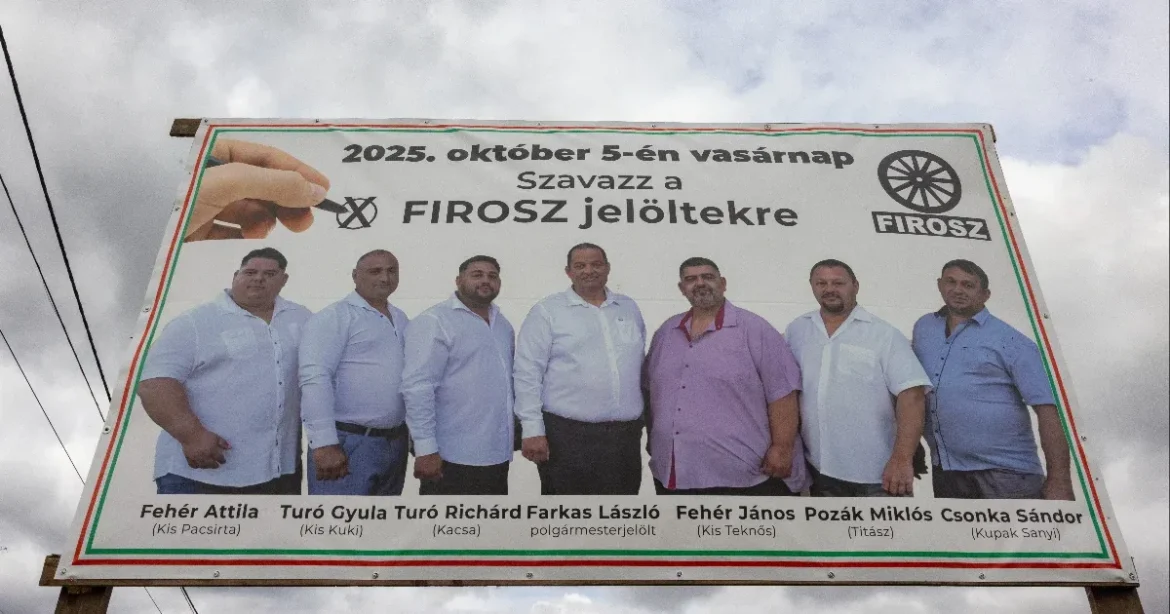 2025. október 5-én vasárnap
Szavazz a
FIROSZ jelöltekre
FIROSZ
Fehér Attila
(Kis Pacsirta)
Turó Gyula
(Kis Kuki)
Turó Richárd
(Kacsa)
Farkas László
polgármesterjelölt
Fehér János
(Kis Teknős)
Pozák Miklós
(Titász)
Csonka Sándor
(Kupak Sanyi)